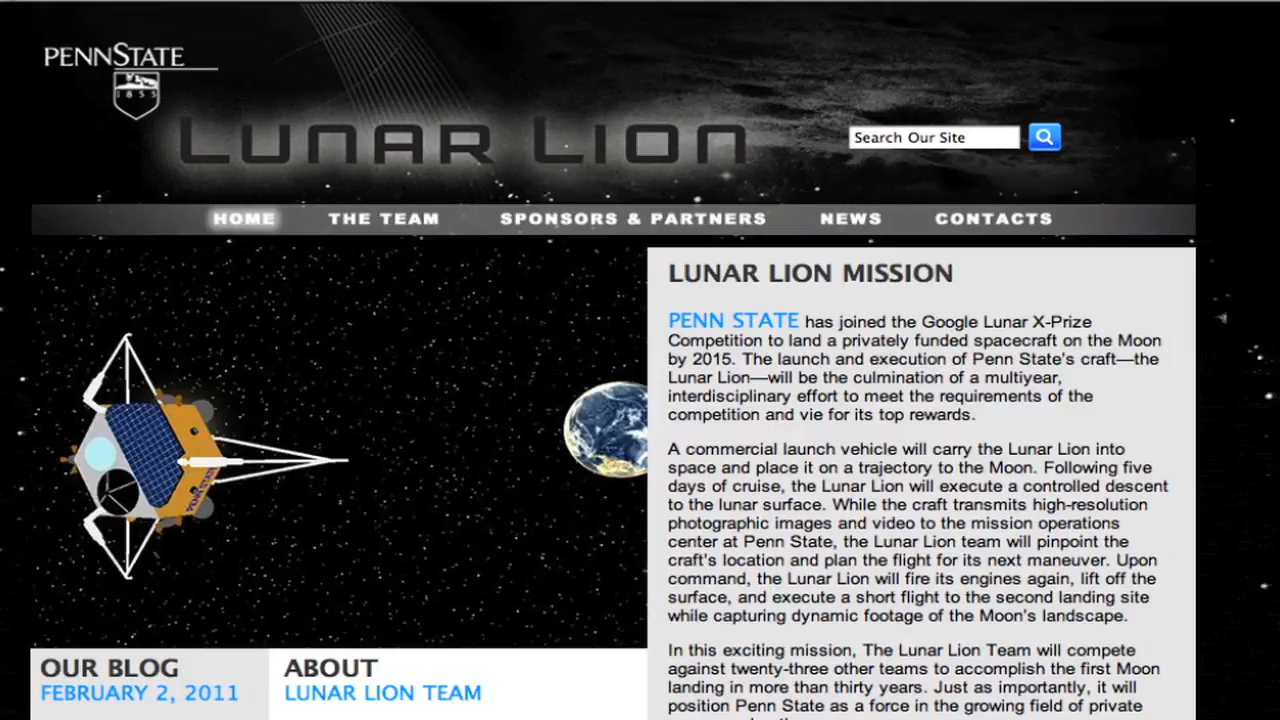 PENNSTATE
1855
LUNAR LION
Search Our Site
HOME THE TEAM SPONSORS & PARTNERS NEWS CONTACTS
PENN STATE
LUNAR LION MISSION
PENN STATE has joined the Google Lunar X-Prize
Competition to land a privately funded spacecraft on the Moon
by 2015. The launch and execution of Penn State's craft—the
Lunar Lion—will be the culmination of a multiyear,
interdisciplinary effort to meet the requirements of the
competition and vie for its top rewards.
A commercial launch vehicle will carry the Lunar Lion into
space and place it on a trajectory to the Moon. Following five
days of cruise, the Lunar Lion will execute a controlled descent
to the lunar surface. While the craft transmits high-resolution
photographic images and video to the mission operations
center at Penn State, the Lunar Lion team will pinpoint the
craft's location and plan the flight for its next maneuver. Upon
command, the Lunar Lion will fire its engines again, lift off the
surface, and execute a short flight to the second landing site
while capturing dynamic footage of the Moon's landscape.
In this exciting mission, The Lunar Lion Team will compete
against twenty-three other teams to accomplish the first Moon
landing in more than thirty years. Just as importantly, it will
position Penn State as a force in the growing field of private
OUR BLOG
FEBRUARY 2, 2011
ABOUT
LUNAR LION TEAM